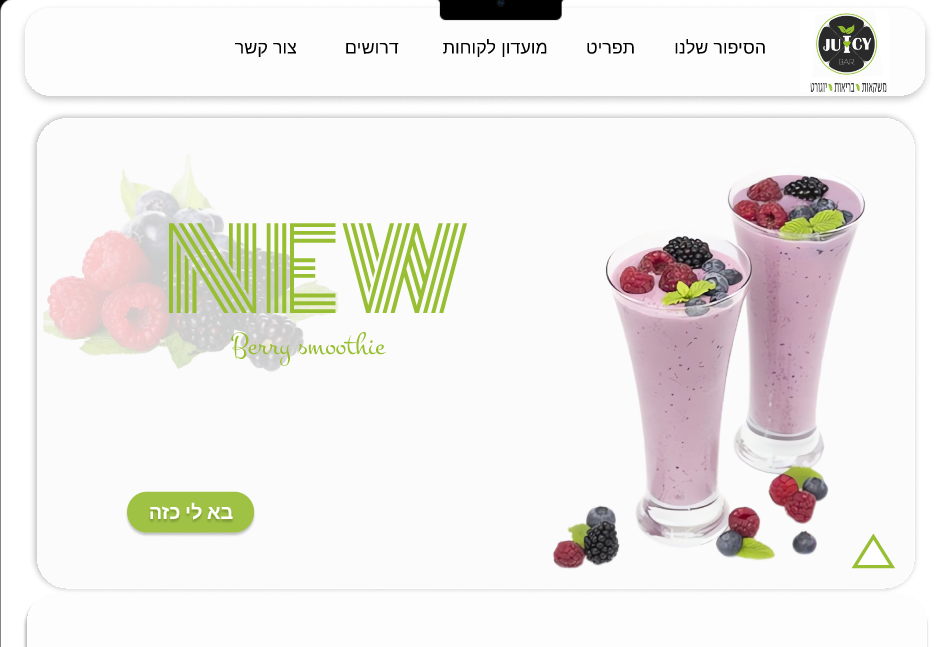 הסיפור שלנו תפריט מועדון לקוחות דרושים צור קשר
JUICY
BAR
משקאות בריאות יוגורט
NEW
Berry smoothie
בא לי כזה